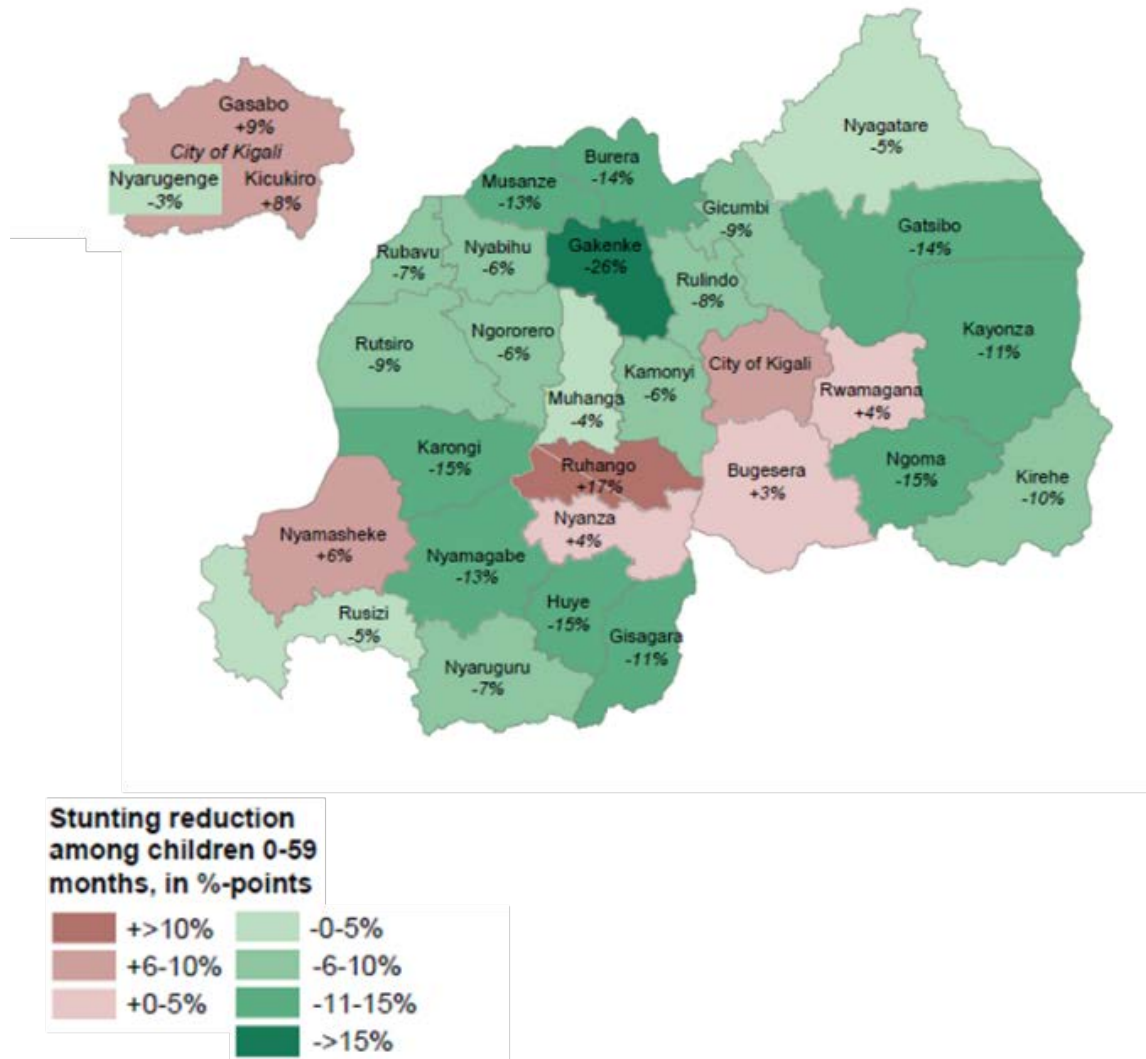 Gasabo
+9%
City of Kigali
Nyarugenge
-3%
Kicukiro
+8%
Nyagatare
-5%
Burera
-14%
Musanze
-13%
Gicumbi
-9%
Gatsibo
-14%
Rubavu
-7%
Nyabihu
-6%
Gakenke
-26%
Rulindo
-8%
Kayonza
-11%
Rutsiro
-9%
Ngororero
-6%
Muhanga
-4%
Kamonyi
-6%
City of Kigali
Rwamagana
+4%
Karongi
-15%
Ruhango
+17%
Bugesera
+3%
Ngoma
-15%
Kirehe
-10%
Nyamasheke
+6%
Nyanza
+4%
Nyamagabe
-13%
Rusizi
-5%
Huye
-15%
Gisagara
-11%
Nyaruguru
-7%
Stunting reduction
among children 0-59
months, in %-points
+>10%
+6-10%
+0-5%
-0-5%
-6-10%
-11-15%
->15%